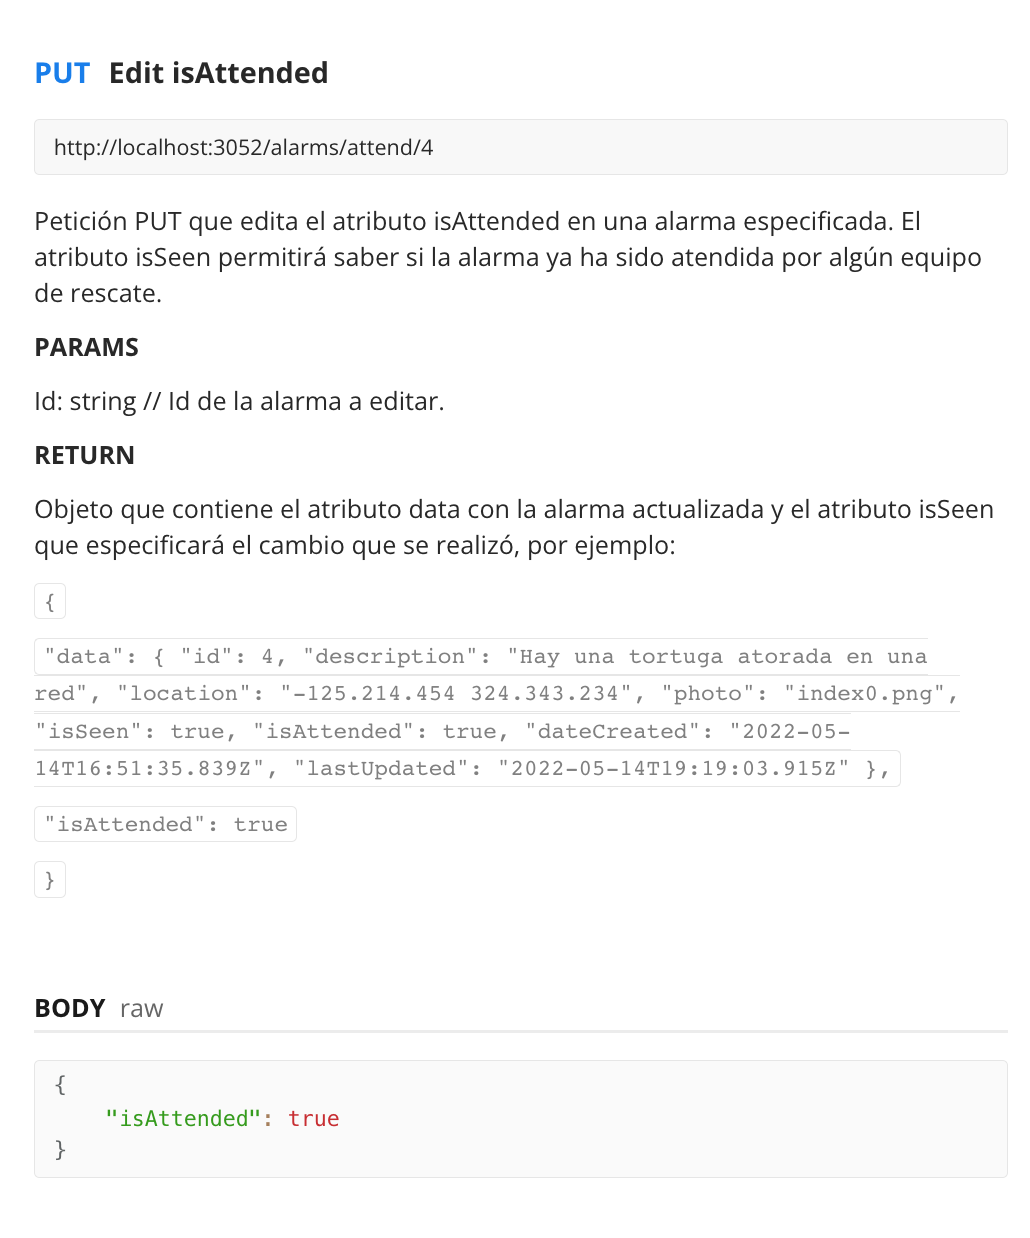 PUT Edit isAttended
http://localhost:3052/alarms/attend/4
Petición PUT que edita el atributo isAttended en una alarma especificada. El
atributo isSeen permitirá saber si la alarma ya ha sido atendida por algún equipo
de rescate.
PARAMS
Id: string // Id de la alarma a editar.
RETURN
Objeto que contiene el atributo data con la alarma actualizada y el atributo isSeen
que especificará el cambio que se realizó, por ejemplo:
{
"data": { "id": 4, "description": "Hay una tortuga atorada en una
red", "location": "-125.214.454 324.343.234", "photo": "index0.png",
"isSeen": true, "isAttended": true, "dateCreated": "2022-05-
14T16:51:35.839Z", "lastUpdated": "2022-05-14T19:19:03.915Z" },
"isAttended": true
}
BODY raw
{
    "isAttended": true
}